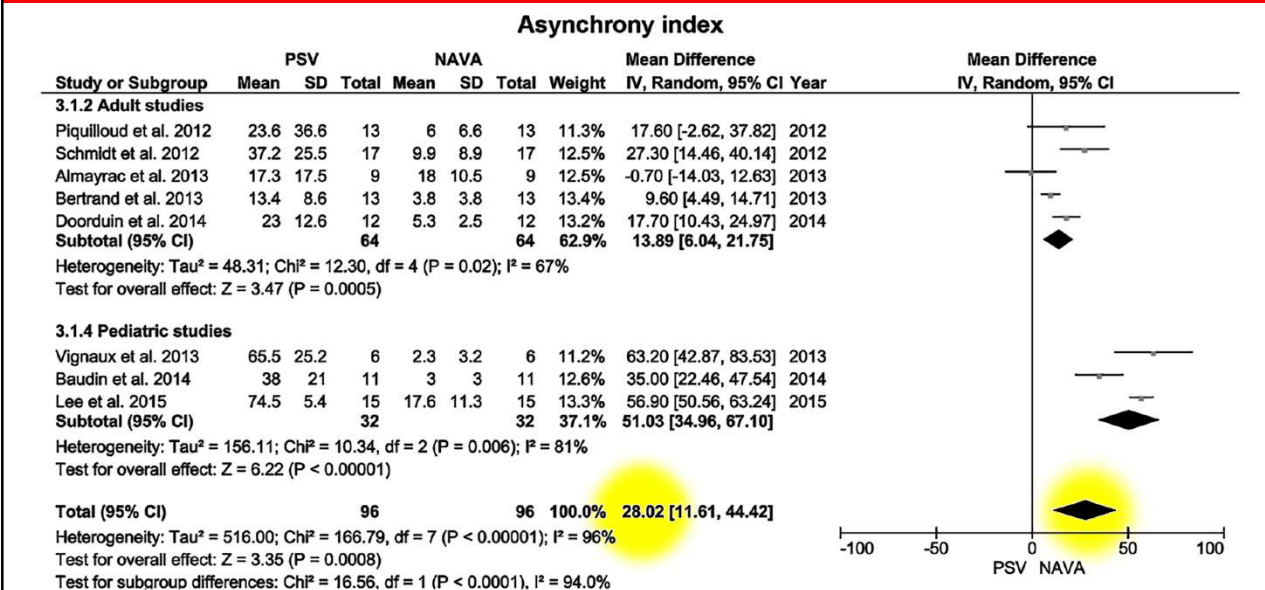 Asynchrony index
PSV NAVA Mean Difference Mean Difference
Study or Subgroup Mean SD Total Mean SD Total Weight IV, Random, 95% CI Year IV, Random, 95% CI
3.1.2 Adult studies
Piquilloud et al. 2012 23.6 36.6 13 6 6.6 13 11.3% 17.60 [-2.62, 37.82] 2012
Schmidt et al. 2012 37.2 25.5 17 9.9 8.9 17 12.5% 27.30 [14.46, 40.14] 2012
Almayrac et al. 2013 17.3 17.5 9 18 10.5 9 12.5% -0.70 [-14.03, 12.63] 2013
Bertrand et al. 2013 13.4 8.6 13 3.8 3.8 13 13.4% 9.60 [4.49, 14.71] 2013
Doorduin et al. 2014 23 12.6 12 5.3 2.5 12 13.2% 17.70 [10.43, 24.97] 2014
Subtotal (95% CI) 64 64 62.9% 13.89 [6.04, 21.75]
Heterogeneity: Tau² = 48.31; Chi² = 12.30, df = 4 (P = 0.02); I² = 67%
Test for overall effect: Z = 3.47 (P = 0.0005)
3.1.4 Pediatric studies
Vignaux et al. 2013 65.5 25.2 6 2.3 3.2 6 11.2% 63.20 [42.87, 83.53] 2013
Baudin et al. 2014 38 21 11 3 3 11 12.6% 35.00 [22.46, 47.54] 2014
Lee et al. 2015 74.5 5.4 15 17.6 11.3 15 13.3% 56.90 [50.56, 63.24] 2015
Subtotal (95% CI) 32 32 37.1% 51.03 [34.96, 67.10]
Heterogeneity: Tau² = 156.11; Chi² = 10.34, df = 2 (P = 0.006); I² = 81%
Test for overall effect: Z = 6.22 (P < 0.00001)
Total (95% CI) 96 96 100.0% 28.02 [11.61, 44.42]
Heterogeneity: Tau² = 516.00; Chi² = 166.79, df = 7 (P < 0.00001); I² = 96%
Test for overall effect: Z = 3.35 (P = 0.0008)
Test for subgroup differences: Chi² = 16.56, df = 1 (P < 0.0001), I² = 94.0%
-100 -50 0 50 100
PSV NAVA